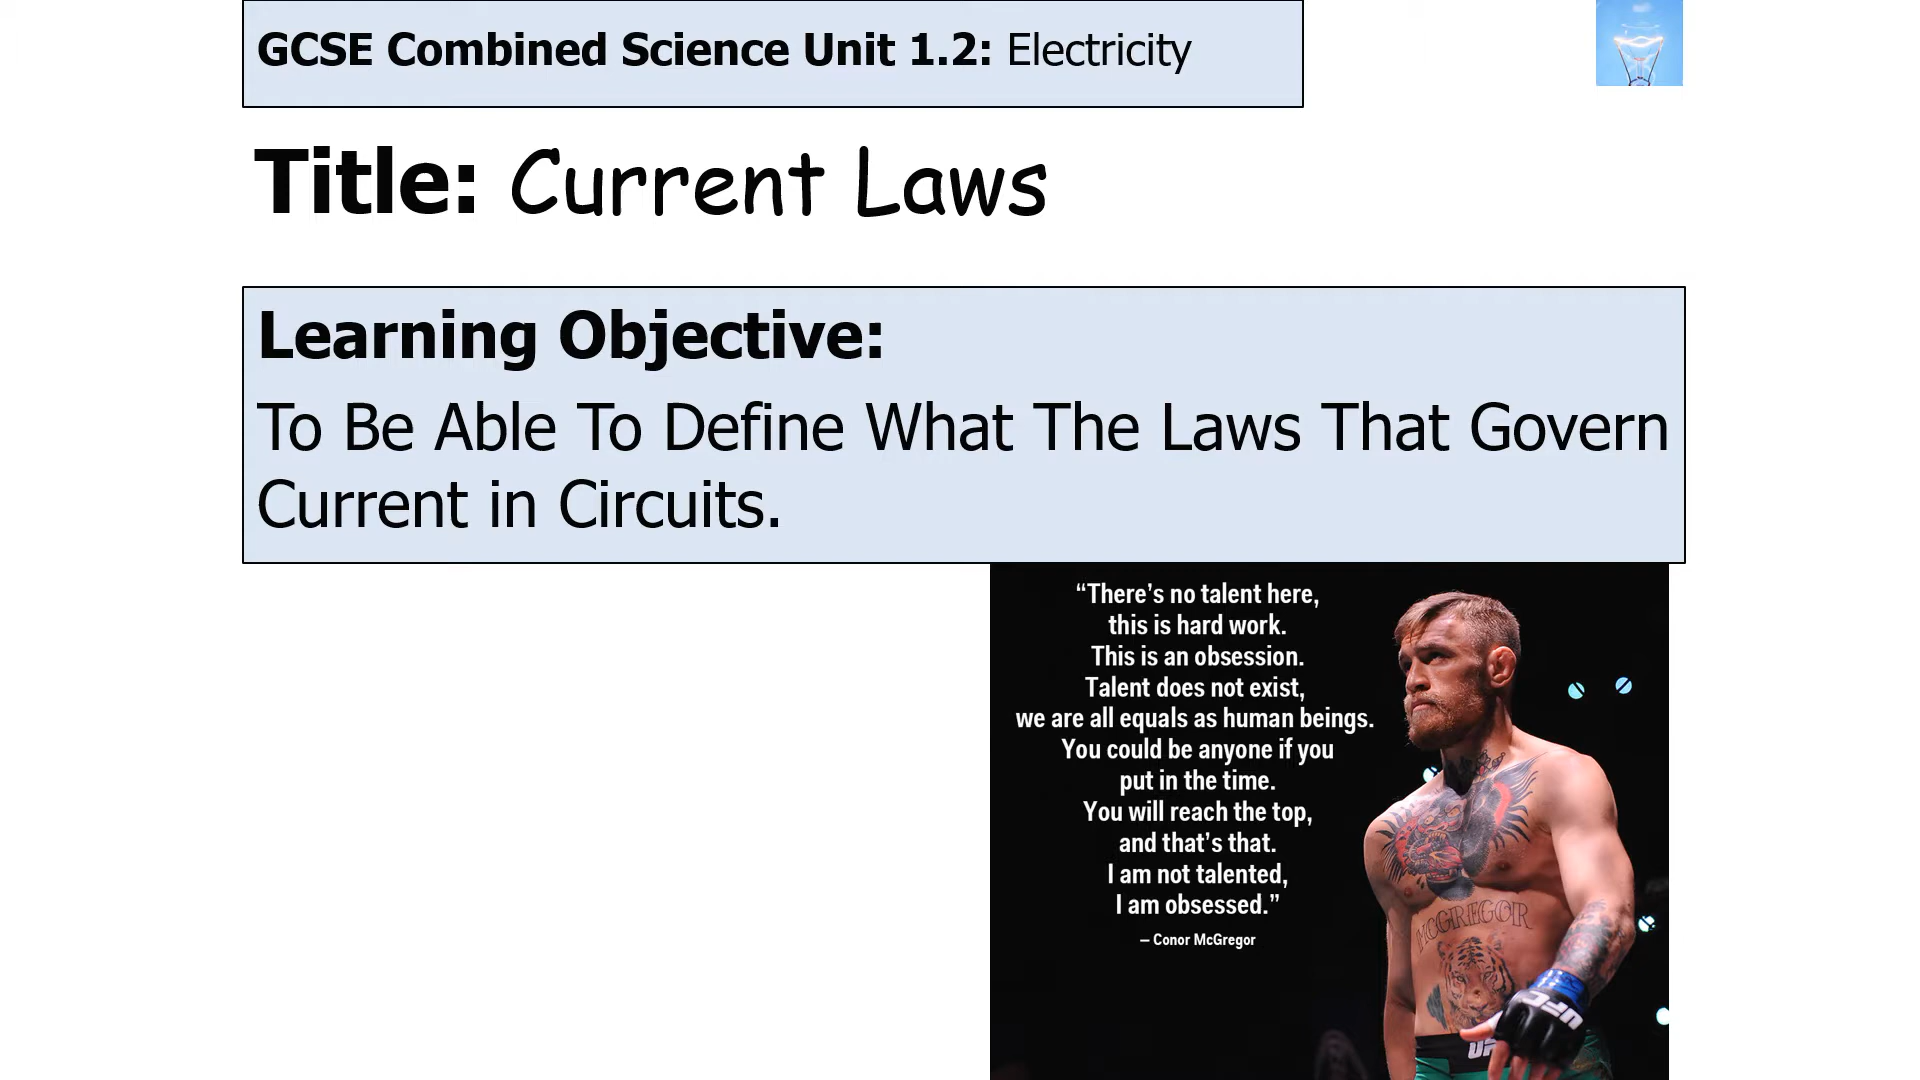 GCSE Combined Science Unit 1.2: Electricity
Title: Current Laws
Learning Objective:
To Be Able To Define What The Laws That Govern
Current in Circuits.
“There’s no talent here,
this is hard work.
This is an obsession.
Talent does not exist,
we are all equals as human beings.
You could be anyone if you
put in the time.
You will reach the top,
and that’s that.
I am not talented,
I am obsessed.”
– Conor McGregor
MCGREGOR
UFC